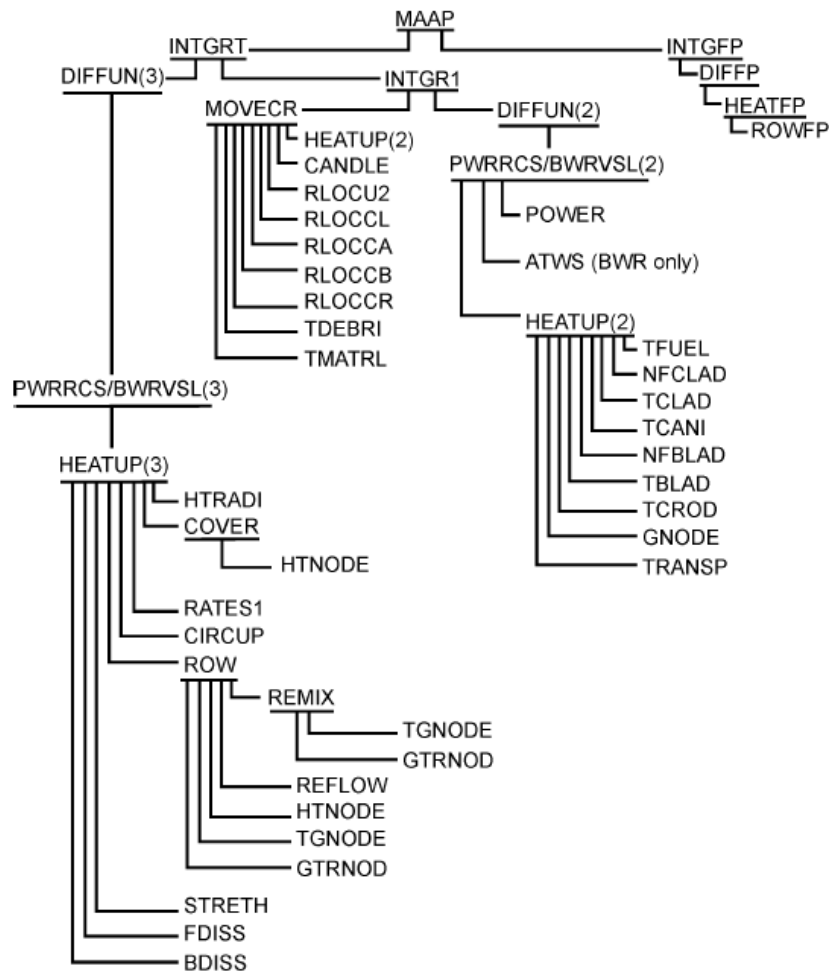 MAAP
INTGRT
INTGFP
DIFFUN(3)
INTGR1
DIFFP
HEATFP
ROWFP
MOVECR
DIFFUN(2)
HEATUP(2)
CANDLE
RLOCU2
RLOCCL
RLOCCA
RLOCCB
RLOCCR
TDEBRI
TMATRL
PWRRCS/BWRVSL(2)
POWER
ATWS (BWR only)
HEATUP(2)
TFUEL
NFCLAD
TCLAD
TCANI
NFBLAD
TBLAD
TCROD
GNODE
TRANSP
PWRRCS/BWRVSL(3)
HEATUP(3)
HTRADI
COVER
HTNODE
RATES1
CIRCUP
ROW
REMIX
TGNODE
GTRNOD
REFLOW
HTNODE
TGNODE
GTRNOD
STRETH
FDISS
BDISS